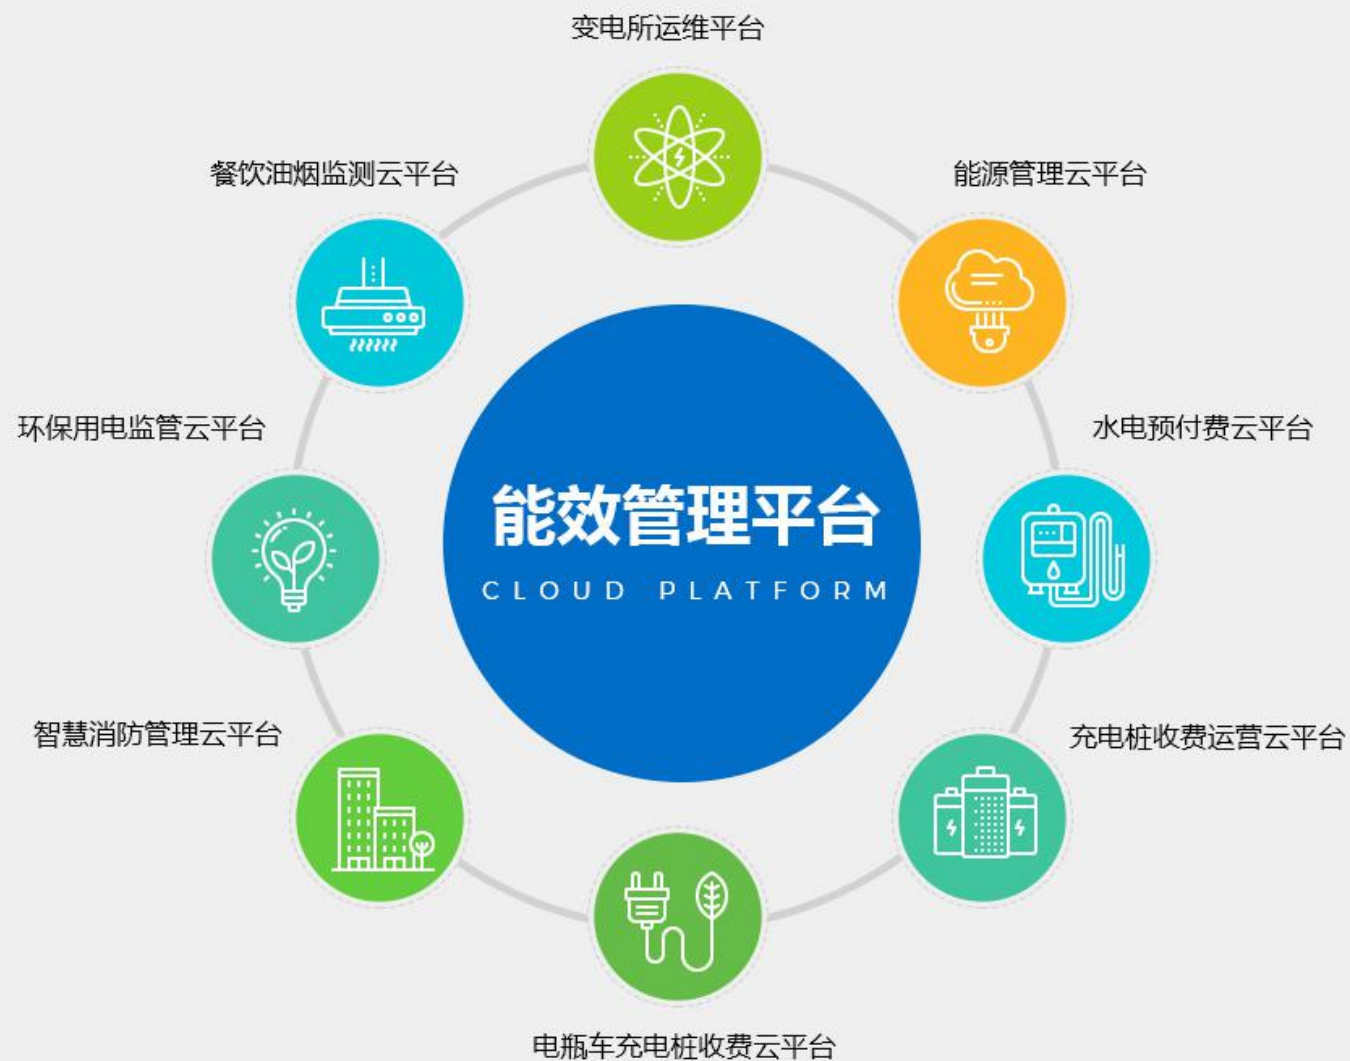 变电所运维平台
餐饮油烟监测云平台
能源管理云平台
环保用电监管云平台
水电预付费云平台
能效管理平台
CLOUD PLATFORM
智慧消防管理云平台
充电桩收费运营云平台
电瓶车充电桩收费云平台